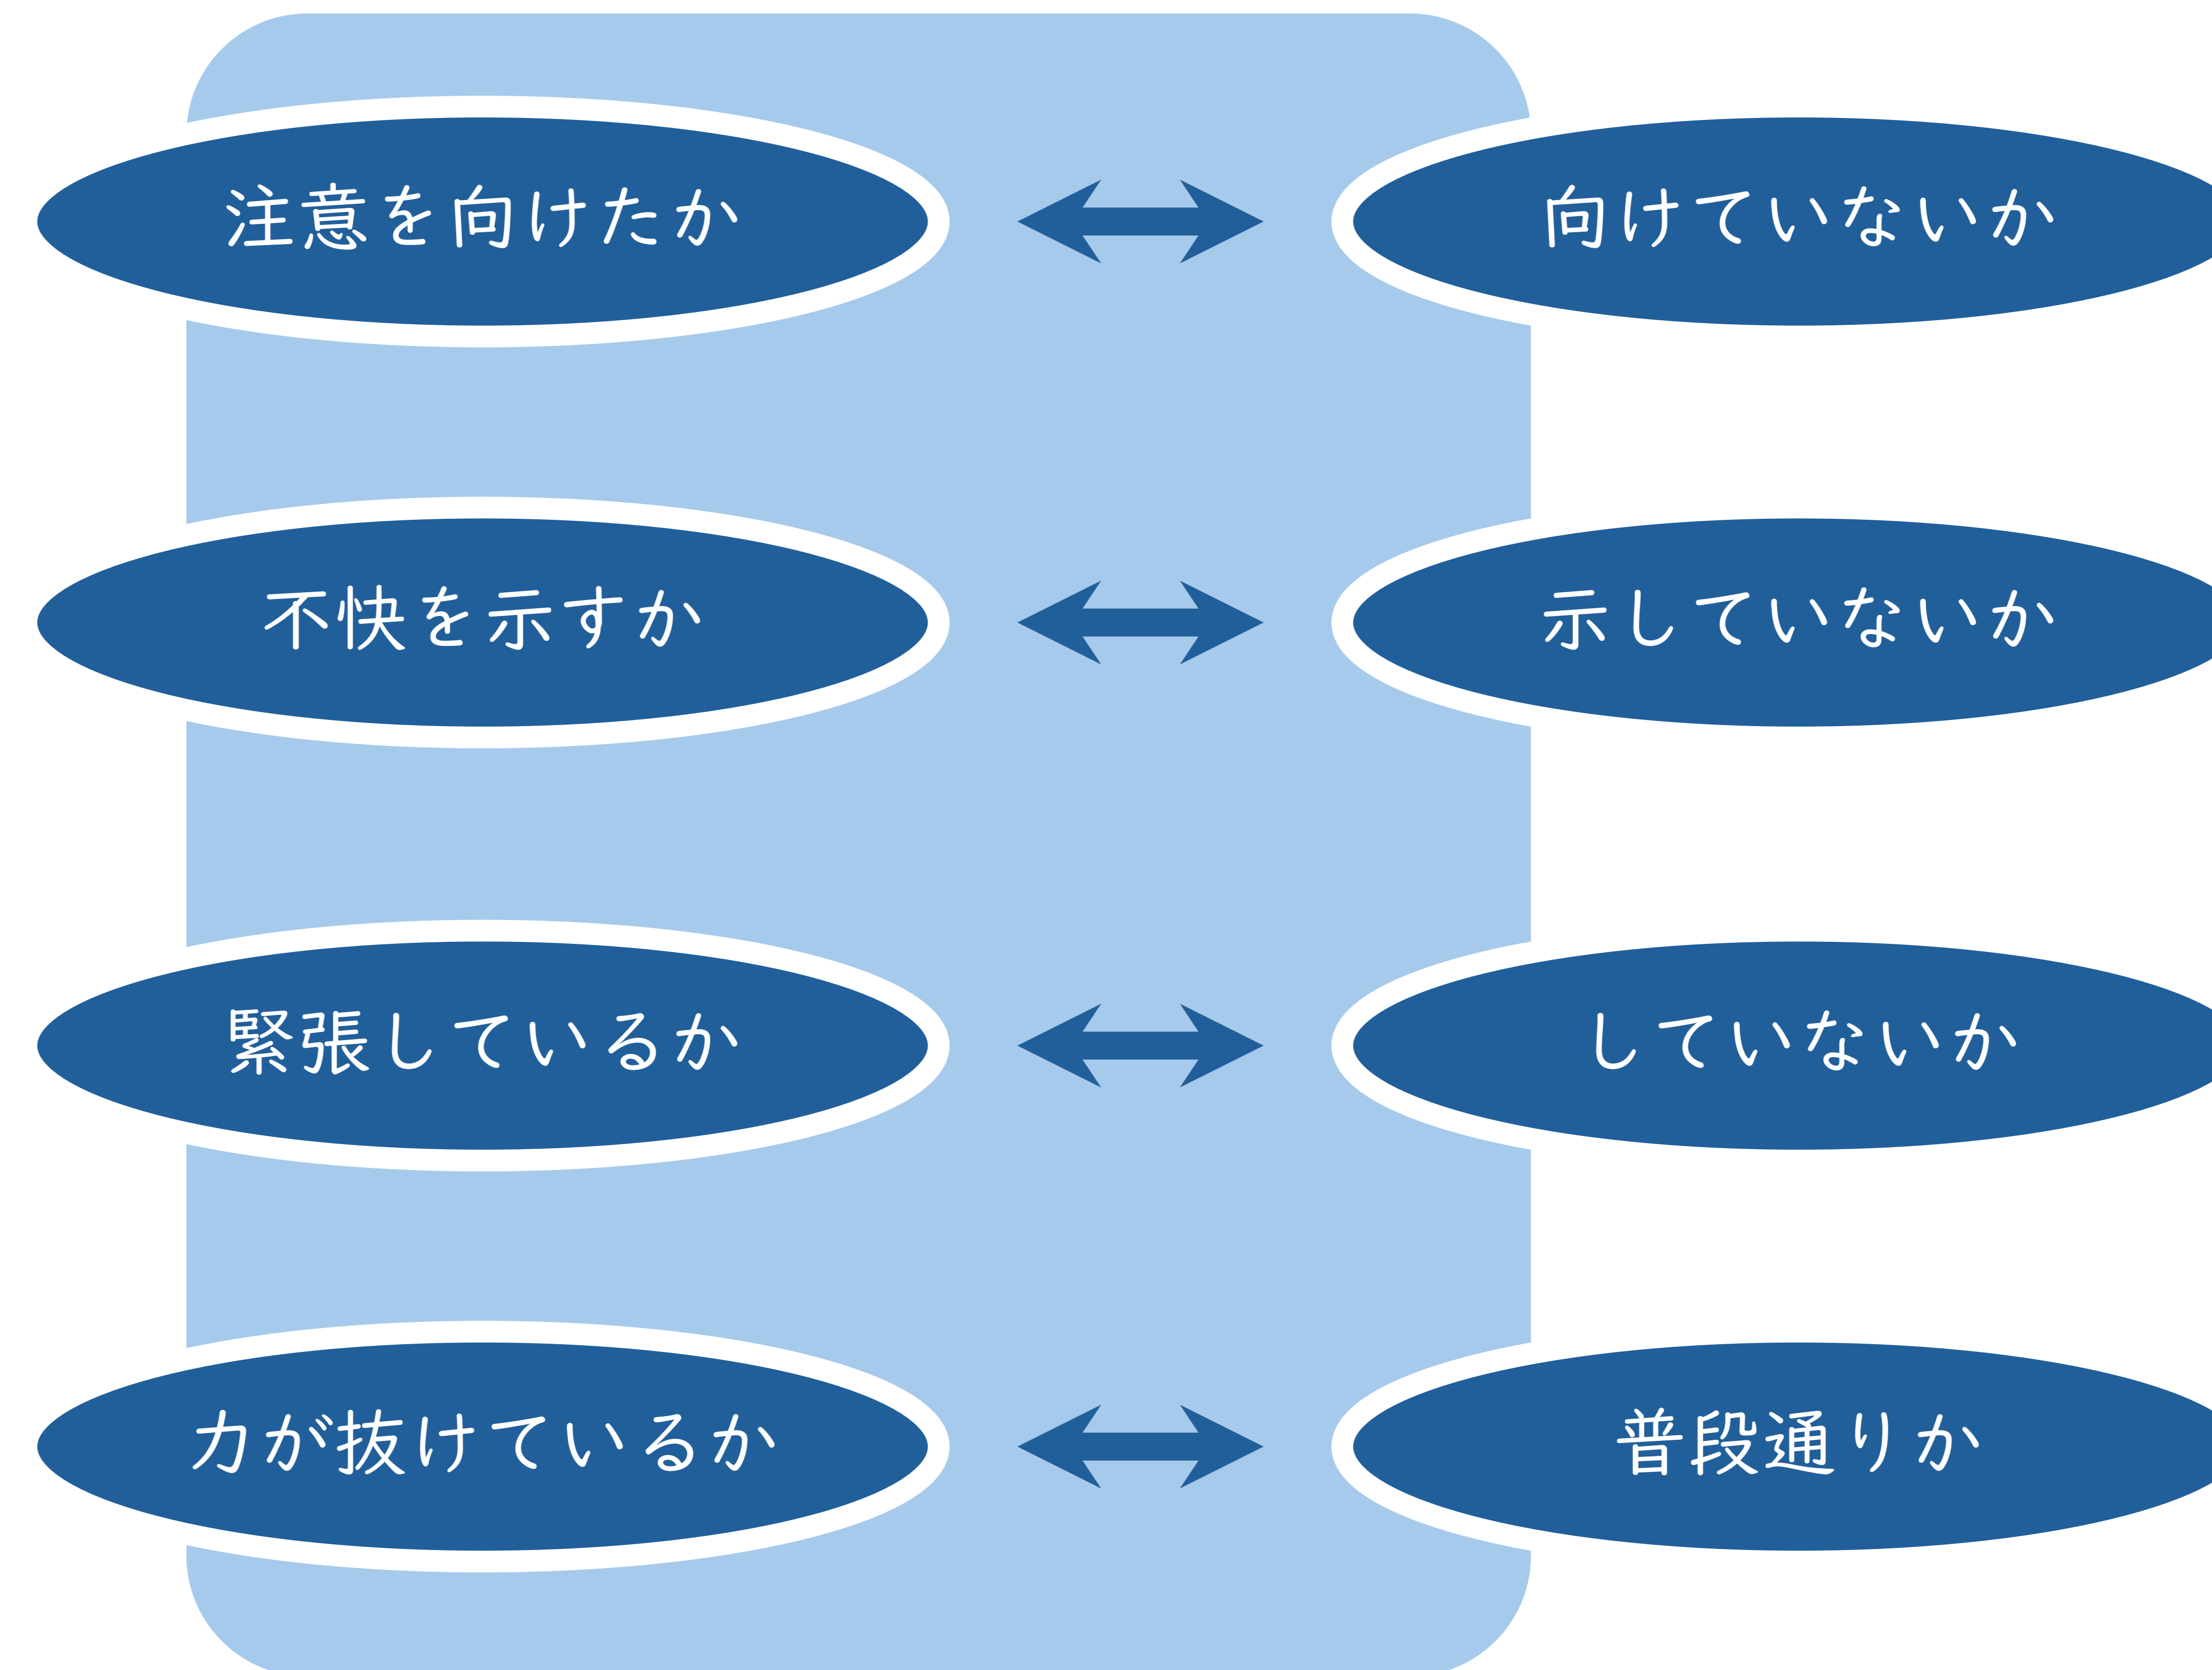 注意を向けたか
向けていないか
不快を示すか
示していないか
緊張しているか
していないか
力が抜けているか
普段通りか